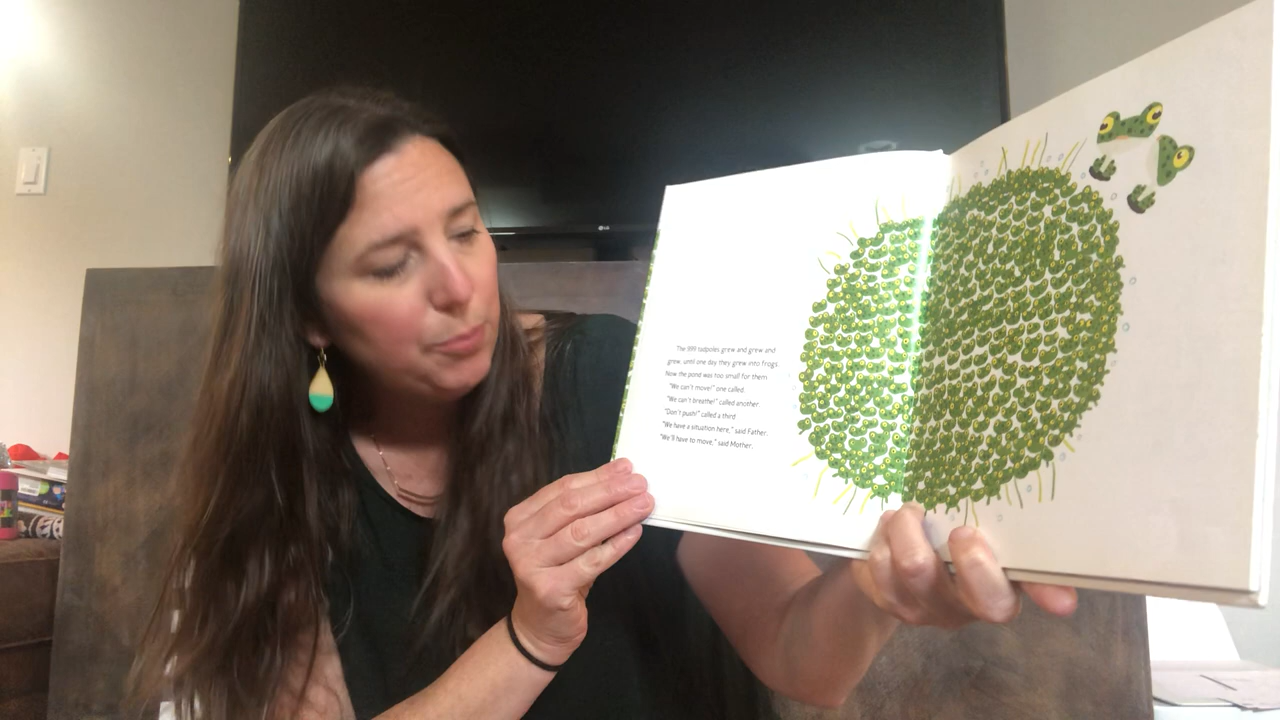 LG
The 999 tadpoles grew and grew and
grew, until one day they grew into frogs.
Now the pond was too small for them.
"We can't move!" one called.
"We can't breathe!" called another.
"Don't push!" called a third.
"We have a situation here," said Father.
"We'll have to move," said Mother.